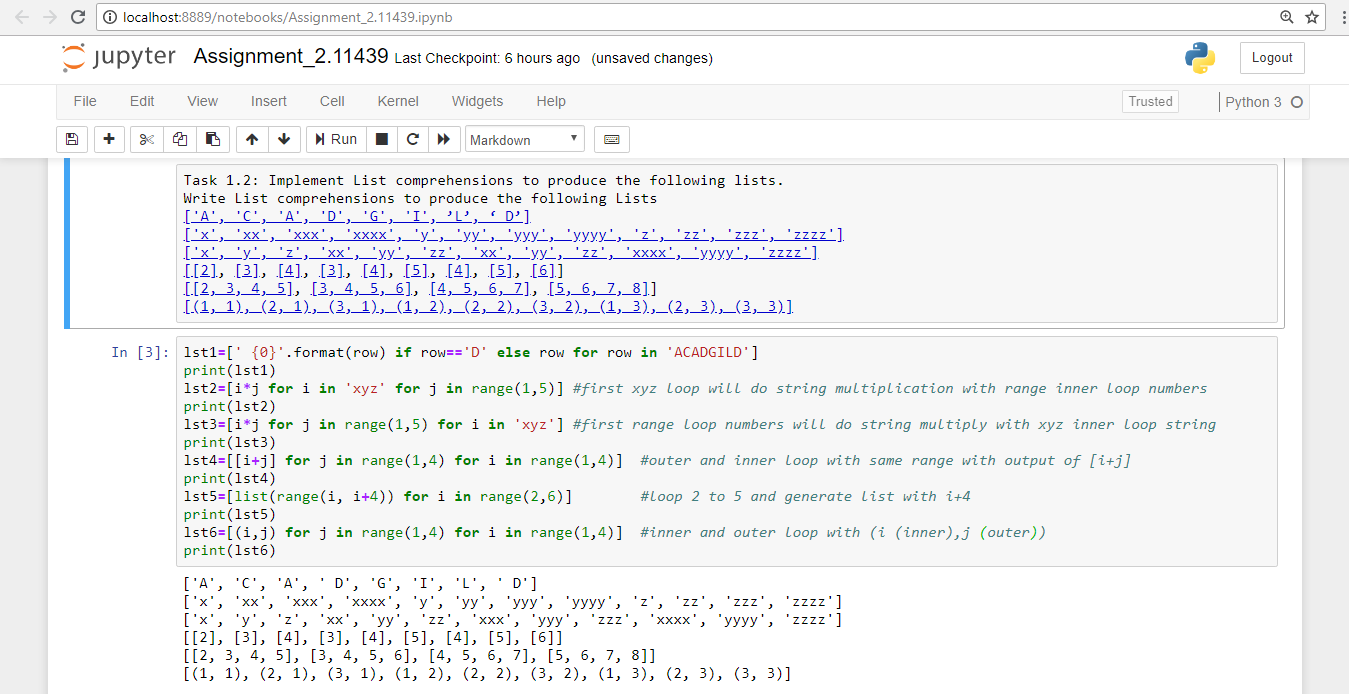 localhost:8889/notebooks/Assignment_2.11439.ipynb
jupyter Assignment_2.11439 Last Checkpoint: 6 hours ago (unsaved changes) Logout
File Edit View Insert Cell Kernel Widgets Help Trusted Python 3
Run Markdown
Task 1.2: Implement List comprehensions to produce the following lists.
Write List comprehensions to produce the following Lists
['A', 'C', 'A', 'D', 'G', 'I', ’L’, ‘ D’]
['x', 'xx', 'xxx', 'xxxx', 'y', 'yy', 'yyy', 'yyyy', 'z', 'zz', 'zzz', 'zzzz']
['x', 'y', 'z', 'xx', 'yy', 'zz', 'xx', 'yy', 'zz', 'xxxx', 'yyyy', 'zzzz']
[[2], [3], [4], [3], [4], [5], [4], [5], [6]]
[[2, 3, 4, 5], [3, 4, 5, 6], [4, 5, 6, 7], [5, 6, 7, 8]]
[(1, 1), (2, 1), (3, 1), (1, 2), (2, 2), (3, 2), (1, 3), (2, 3), (3, 3)]
In [3]: lst1=[' {0}'.format(row) if row=='D' else row for row in 'ACADGILD']
print(lst1)
lst2=[i*j for i in 'xyz' for j in range(1,5)] #first xyz loop will do string multiplication with range inner loop numbers
print(lst2)
lst3=[i*j for j in range(1,5) for i in 'xyz'] #first range loop numbers will do string multiply with xyz inner loop string
print(lst3)
lst4=[[i+j] for j in range(1,4) for i in range(1,4)] #outer and inner loop with same range with output of [i+j]
print(lst4)
lst5=[list(range(i, i+4)) for i in range(2,6)] #loop 2 to 5 and generate list with i+4
print(lst5)
lst6=[(i,j) for j in range(1,4) for i in range(1,4)] #inner and outer loop with (i (inner),j (outer))
print(lst6)
['A', 'C', 'A', ' D', 'G', 'I', 'L', ' D']
['x', 'xx', 'xxx', 'xxxx', 'y', 'yy', 'yyy', 'yyyy', 'z', 'zz', 'zzz', 'zzzz']
['x', 'y', 'z', 'xx', 'yy', 'zz', 'xxx', 'yyy', 'zzz', 'xxxx', 'yyyy', 'zzzz']
[[2], [3], [4], [3], [4], [5], [4], [5], [6]]
[[2, 3, 4, 5], [3, 4, 5, 6], [4, 5, 6, 7], [5, 6, 7, 8]]
[(1, 1), (2, 1), (3, 1), (1, 2), (2, 2), (3, 2), (1, 3), (2, 3), (3, 3)]